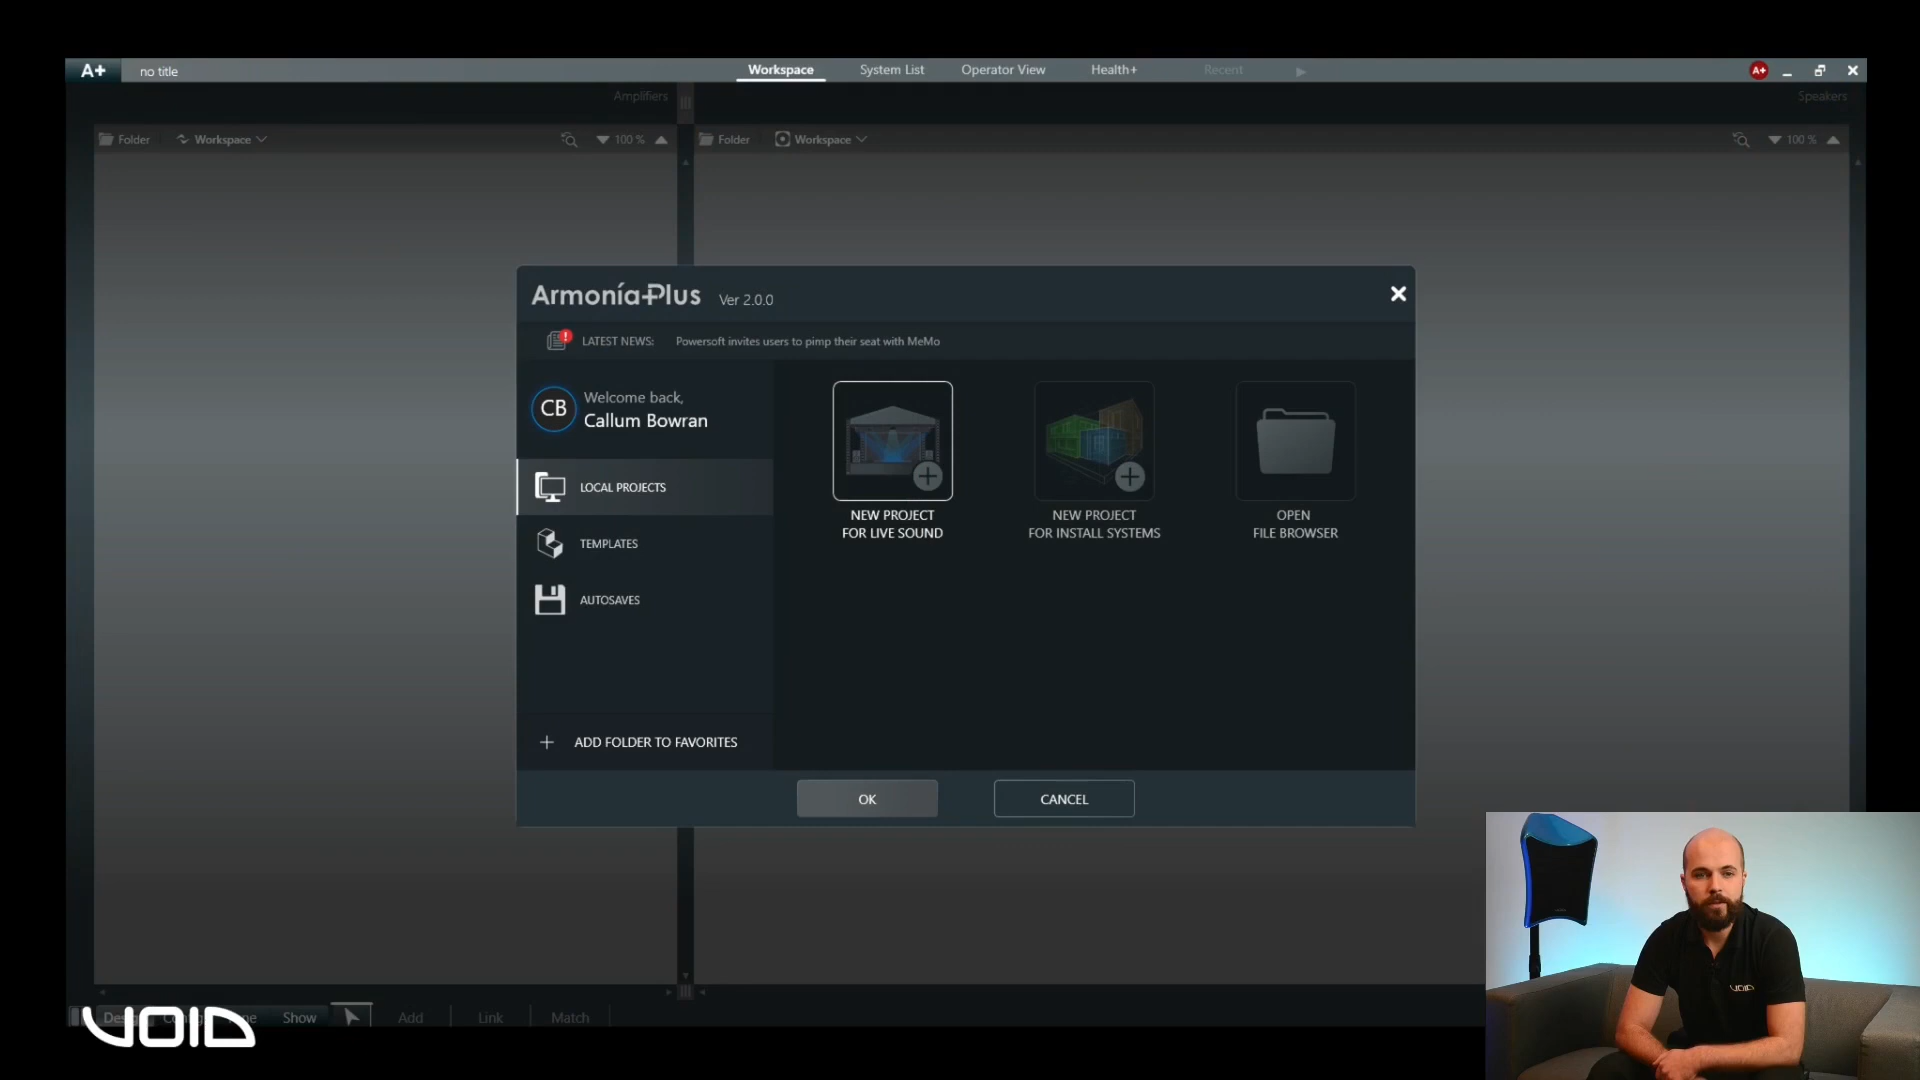 A+ no title Workspace System List Operator View Health+ Recent A+
Amplifiers Speakers
Folder Workspace 100 % Folder Workspace 100 %
ArmoníaPlus Ver 2.0.0
LATEST NEWS: Powersoft invites users to pimp their seat with MeMo
CB Welcome back,
Callum Bowran
LOCAL PROJECTS
TEMPLATES
AUTOSAVES
ADD FOLDER TO FAVORITES
NEW PROJECT
FOR LIVE SOUND
NEW PROJECT
FOR INSTALL SYSTEMS
OPEN
FILE BROWSER
OK CANCEL
Show Add Link Match
VOID
VOID